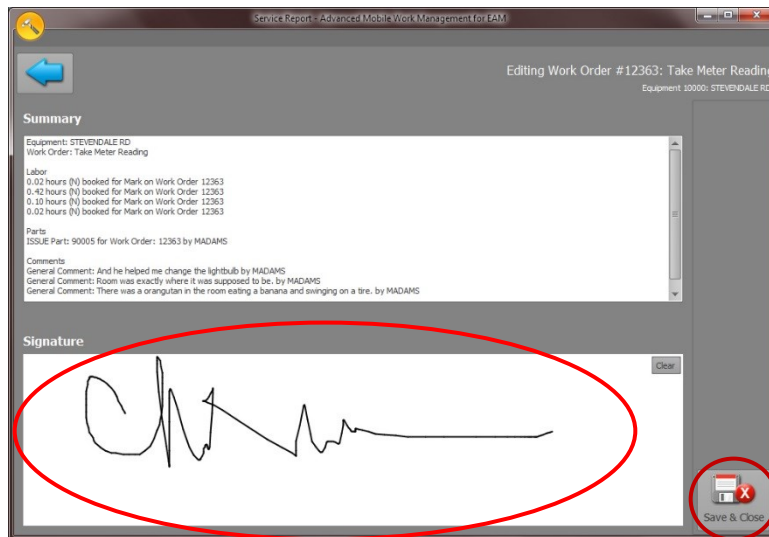 Service Report - Advanced Mobile Work Management for EAM
Editing Work Order #12363: Take Meter Reading
Equipment 10000: STEVENDALE RD
Summary
Equipment: STEVENDALE RD
Work Order: Take Meter Reading
Labor
0.02 hours (N) booked for Mark on Work Order 12363
0.42 hours (N) booked for Mark on Work Order 12363
0.10 hours (N) booked for Mark on Work Order 12363
0.02 hours (N) booked for Mark on Work Order 12363
Parts
ISSUE Part: 90005 for Work Order: 12363 by MADAMS
Comments
General Comment: And he helped me change the lightbulb by MADAMS
General Comment: Room was exactly where it was supposed to be. by MADAMS
General Comment: There was a orangutan in the room eating a banana and swinging on a tire. by MADAMS
Signature
Clear
Save & Close